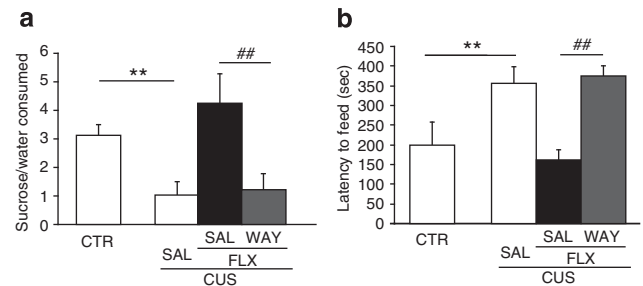 a
Sucrose/water consumed
6
5
4
3
2
1
0
**
##
CTR
SAL
SAL WAY
FLX
CUS
b
Latency to feed (sec)
450
400
350
300
250
200
150
100
50
0
**
##
CTR
SAL
SAL WAY
FLX
CUS